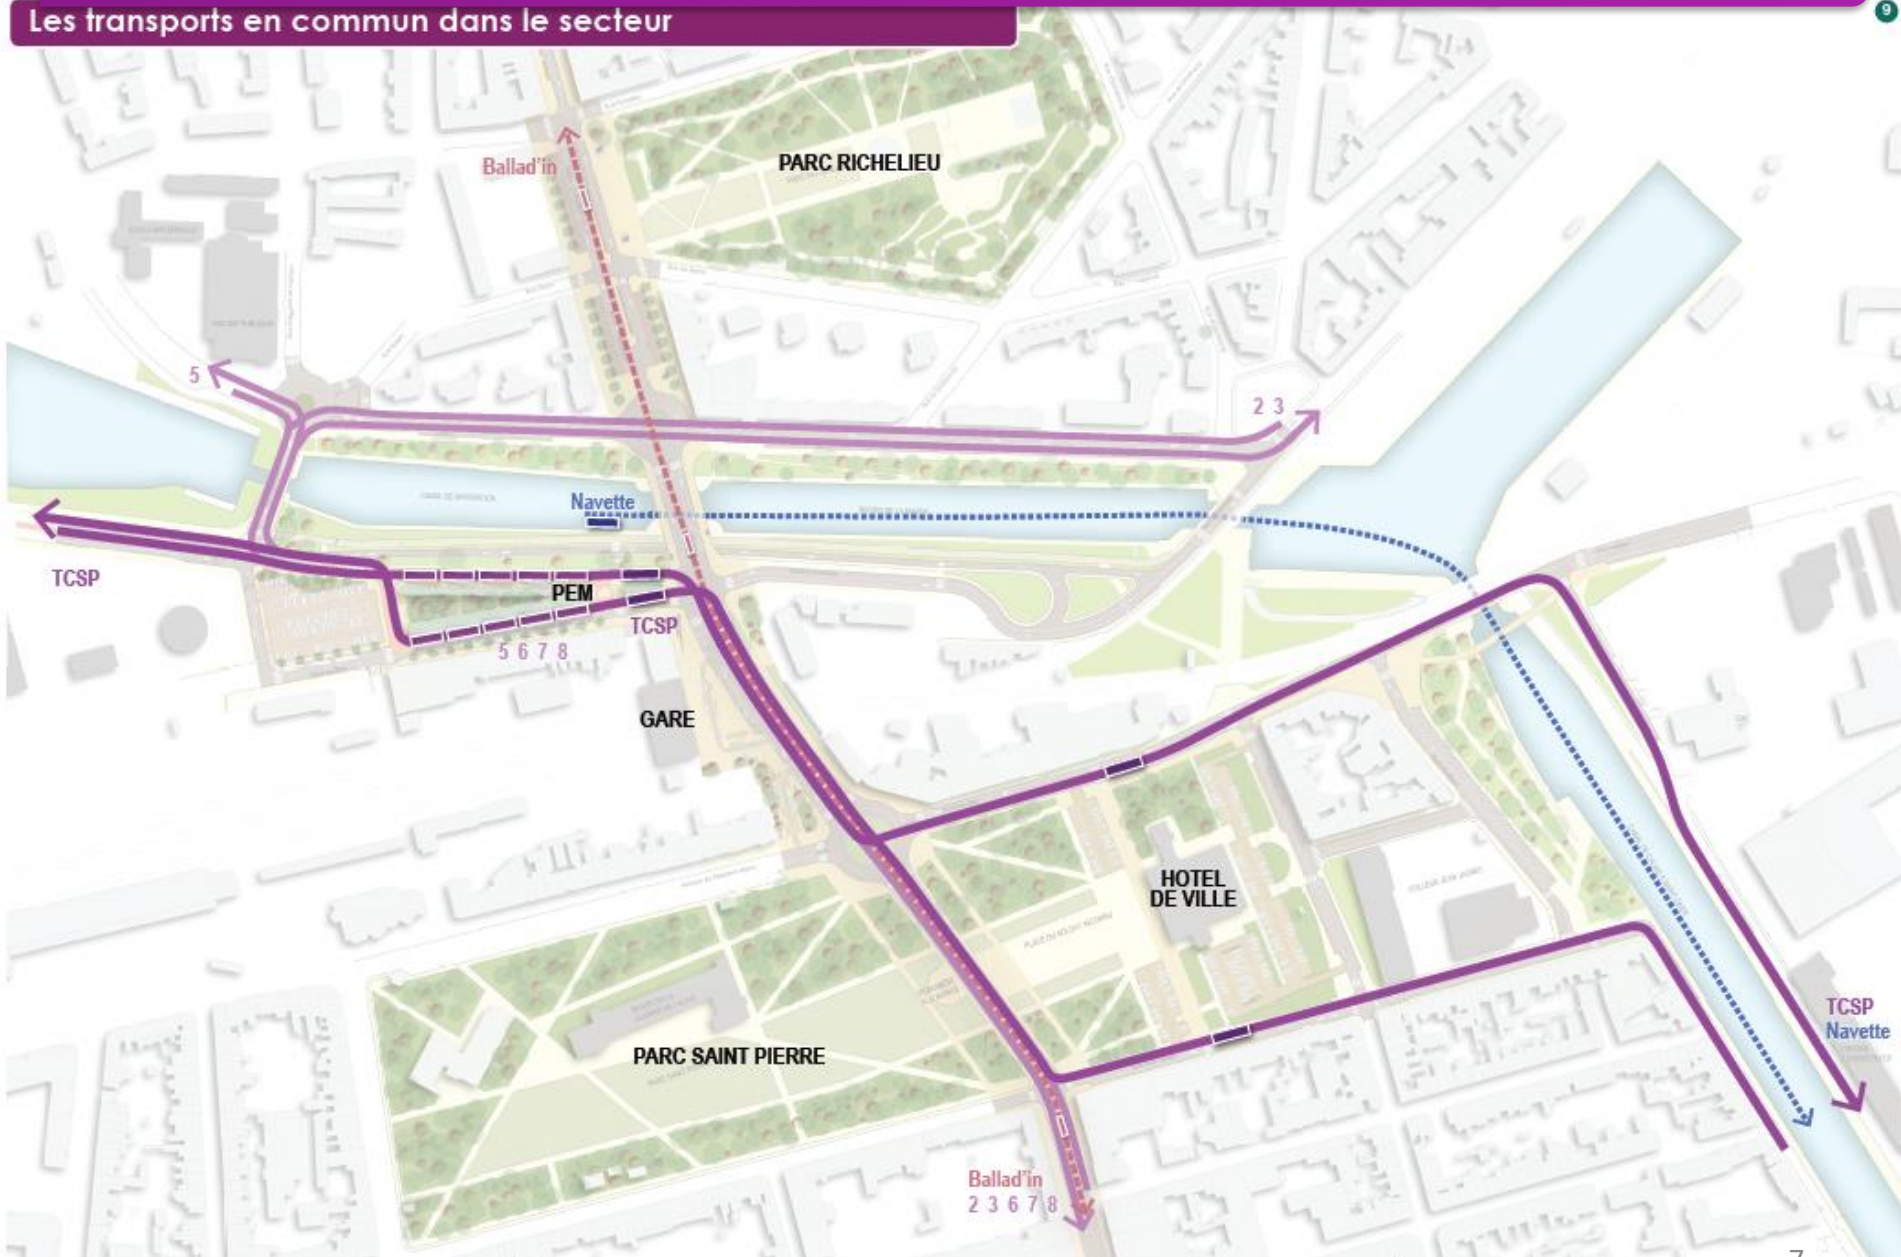 Les transports en commun dans le secteur
9
Ballad'in
PARC RICHELIEU
5
2 3
Navette
TCSP
PEM
TCSP
5 6 7 8
GARE
HOTEL
DE VILLE
PARC SAINT PIERRE
TCSP
Navette
Ballad'in
2 3 6 7 8
7